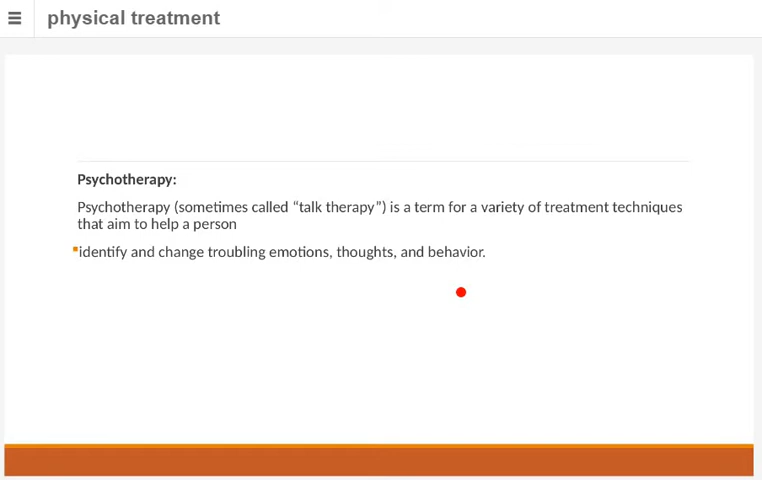 physical treatment
Psychotherapy:
Psychotherapy (sometimes called “talk therapy”) is a term for a variety of treatment techniques
that aim to help a person
identify and change troubling emotions, thoughts, and behavior.